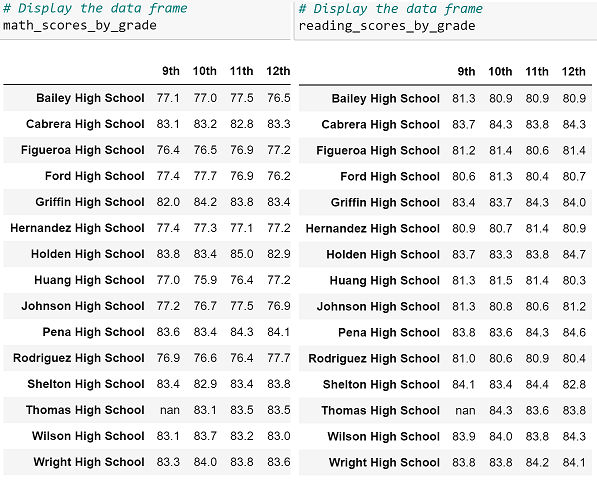 # Display the data frame
math_scores_by_grade
9th 10th 11th 12th
Bailey High School 77.1 77.0 77.5 76.5
Cabrera High School 83.1 83.2 82.8 83.3
Figueroa High School 76.4 76.5 76.9 77.2
Ford High School 77.4 77.7 76.9 76.2
Griffin High School 82.0 84.2 83.8 83.4
Hernandez High School 77.4 77.3 77.1 77.2
Holden High School 83.8 83.4 85.0 82.9
Huang High School 77.0 75.9 76.4 77.2
Johnson High School 77.2 76.7 77.5 76.9
Pena High School 83.6 83.4 84.3 84.1
Rodriguez High School 76.9 76.6 76.4 77.7
Shelton High School 83.4 82.9 83.4 83.8
Thomas High School nan 83.1 83.5 83.5
Wilson High School 83.1 83.7 83.2 83.0
Wright High School 83.3 84.0 83.8 83.6
# Display the data frame
reading_scores_by_grade
9th 10th 11th 12th
Bailey High School 81.3 80.9 80.9 80.9
Cabrera High School 83.7 84.3 83.8 84.3
Figueroa High School 81.2 81.4 80.6 81.4
Ford High School 80.6 81.3 80.4 80.7
Griffin High School 83.4 83.7 84.3 84.0
Hernandez High School 80.9 80.7 81.4 80.9
Holden High School 83.7 83.3 83.8 84.7
Huang High School 81.3 81.5 81.4 80.3
Johnson High School 81.3 80.8 80.6 81.2
Pena High School 83.8 83.6 84.3 84.6
Rodriguez High School 81.0 80.6 80.9 80.4
Shelton High School 84.1 83.4 84.4 82.8
Thomas High School nan 84.3 83.6 83.8
Wilson High School 83.9 84.0 83.8 84.3
Wright High School 83.8 83.8 84.2 84.1